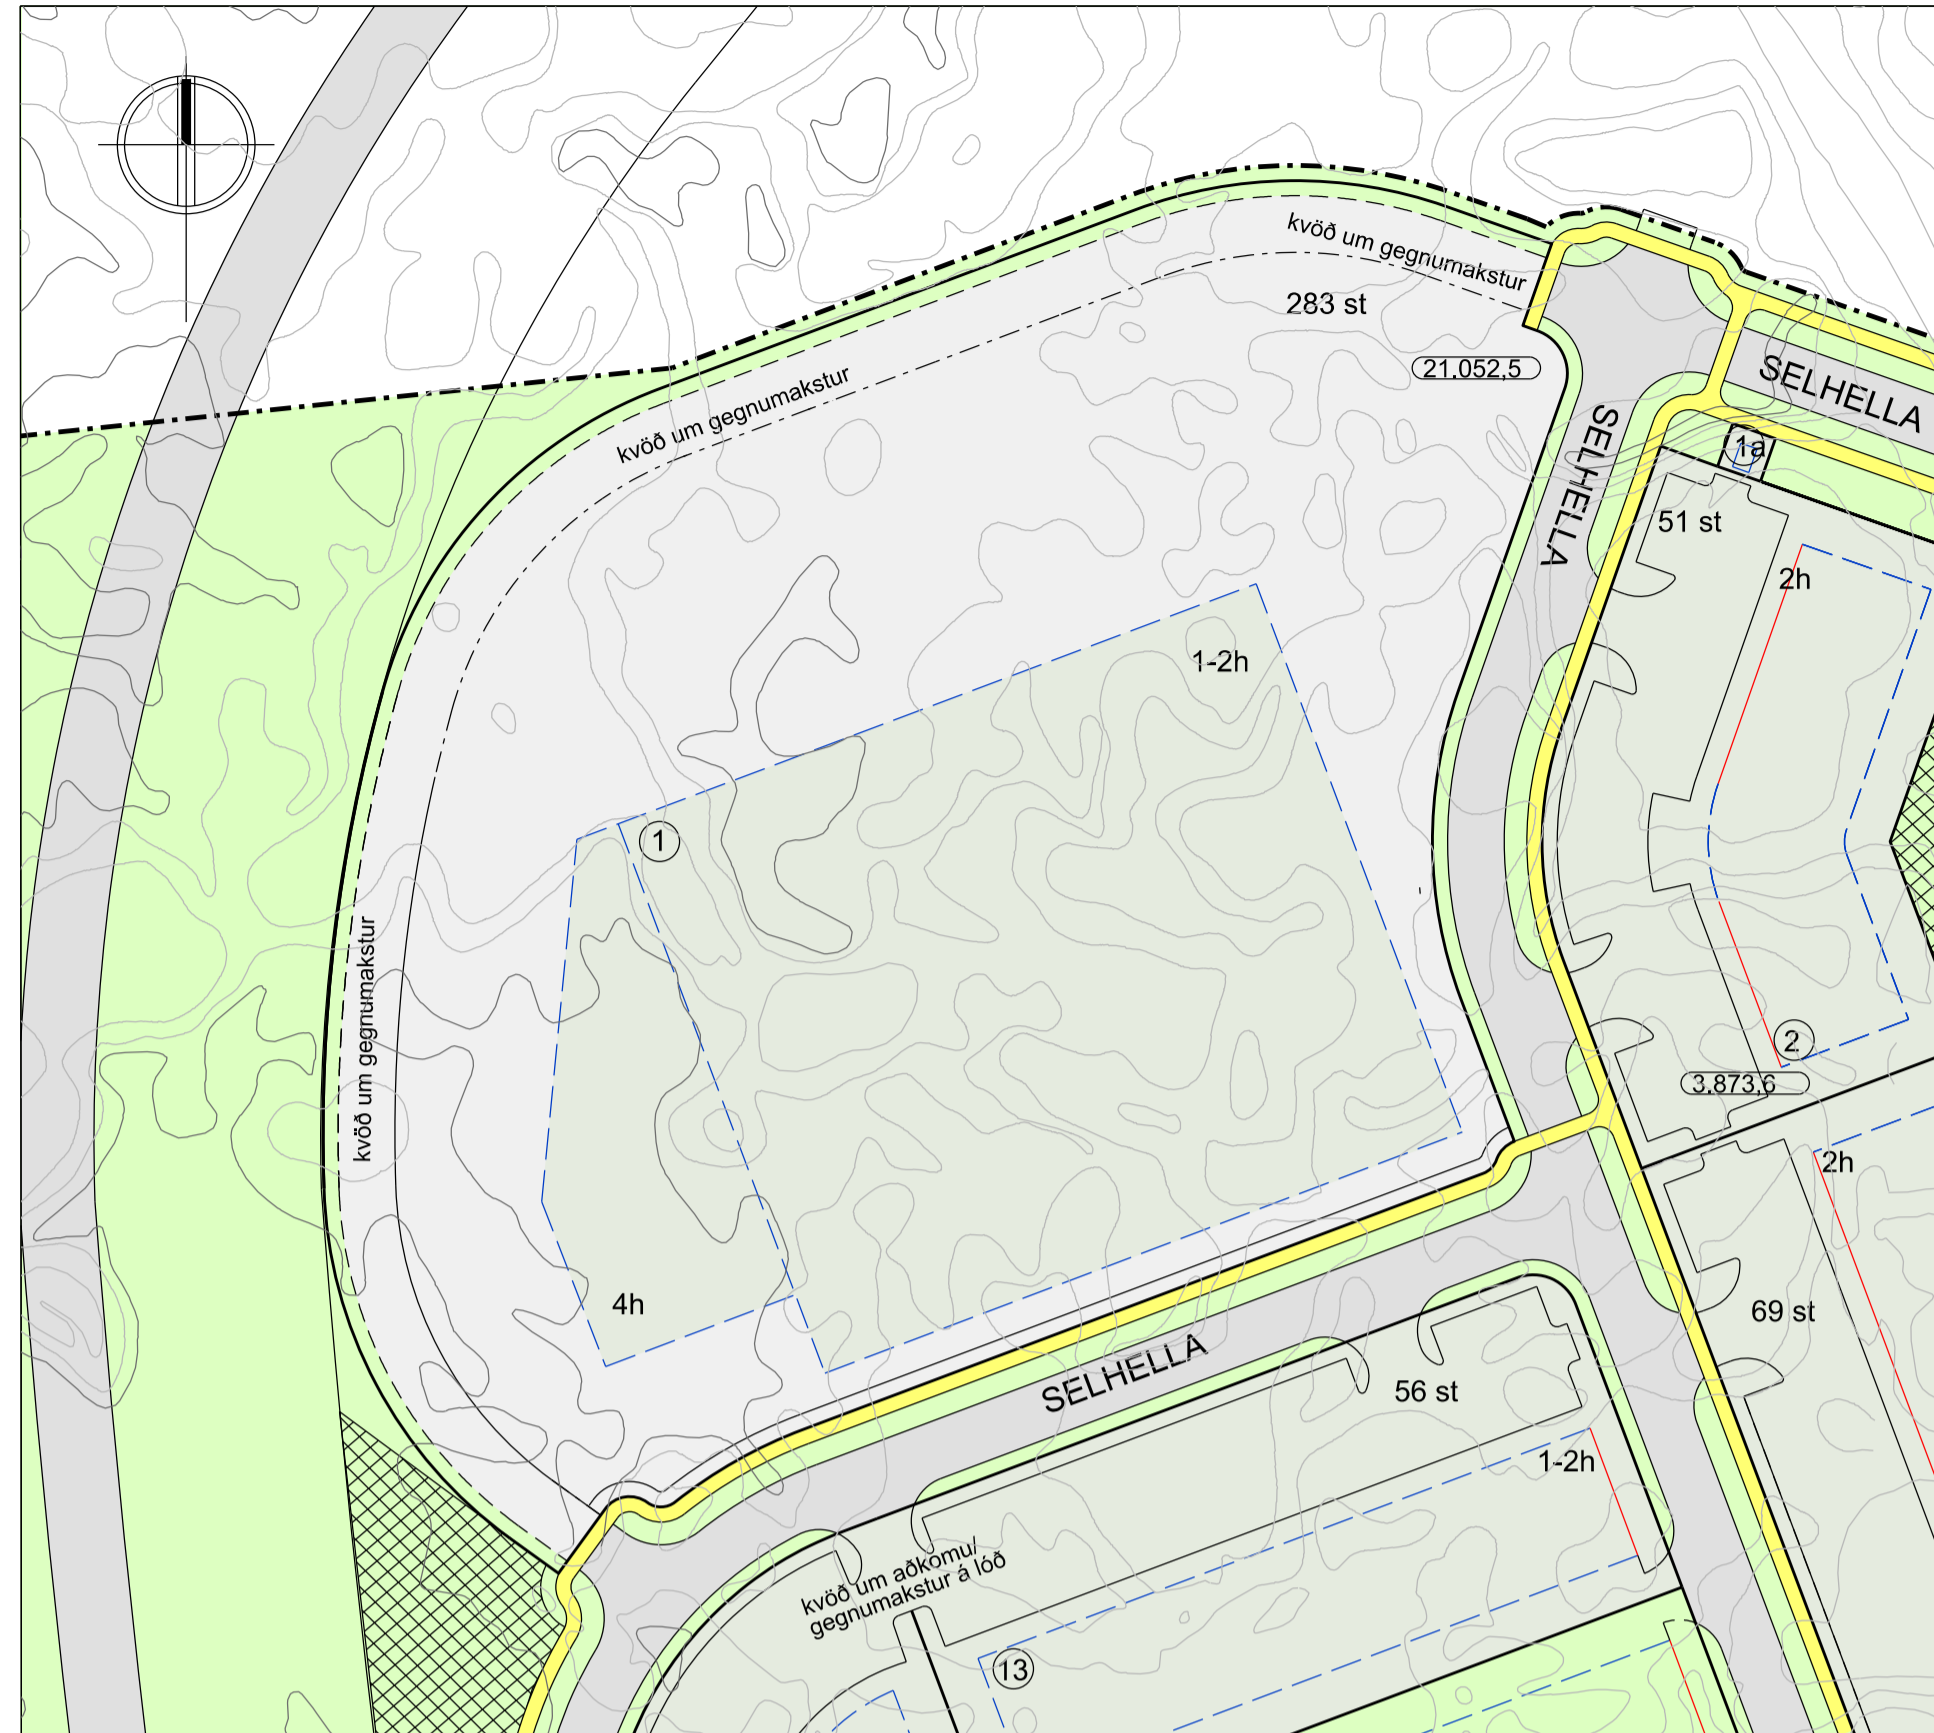 kvöð um gegnumakstur
283 st
21.052,5
SELHELLA
kvöð um gegnumakstur
SELHELLA
1a
51 st
2h
1-2h
1
kvöð um gegnumakstur
2
3.873,6
2h
4h
69 st
SELHELLA
56 st
1-2h
kvöð um aðkomu/
gegnumakstur á lóð
13